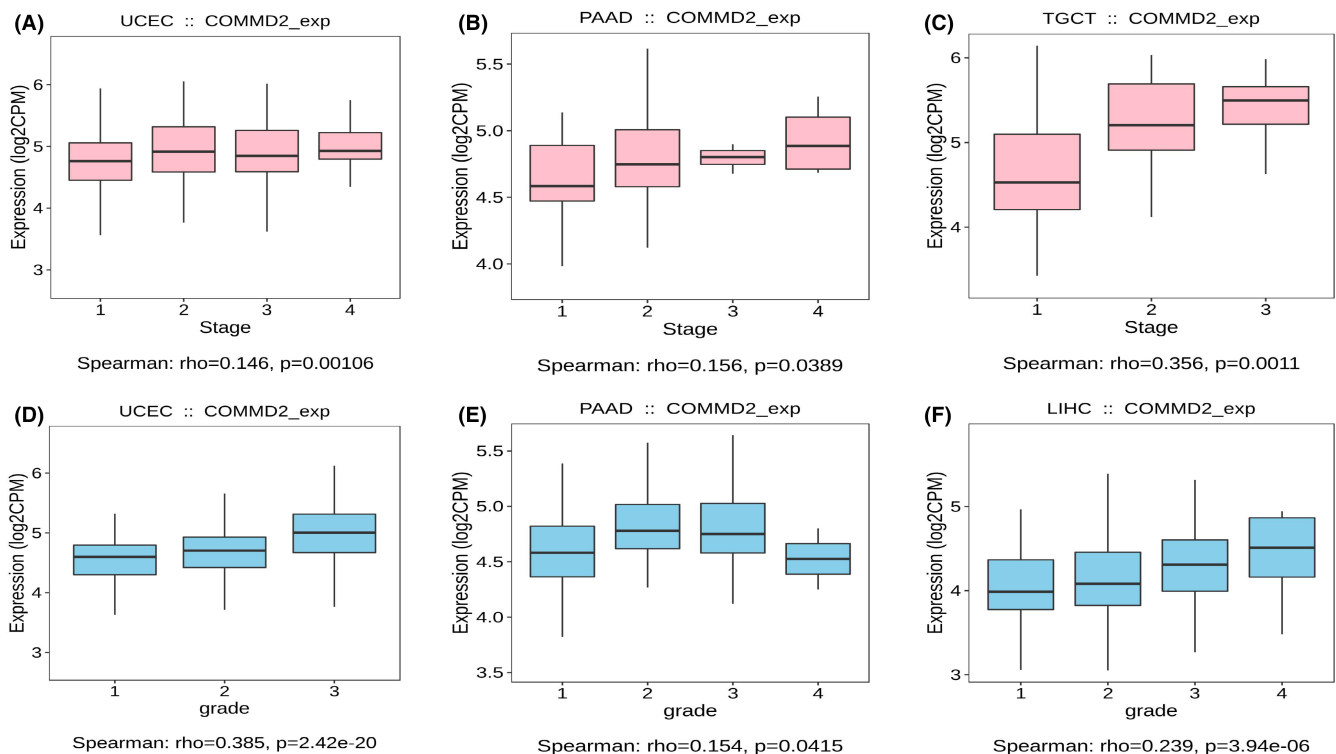 (A)
UCEC :: COMMD2_exp
Expression (log2CPM)
6
5
4
3
1 2 3 4
Stage
Spearman: rho=0.146, p=0.00106
(B)
PAAD :: COMMD2_exp
Expression (log2CPM)
5.5
5.0
4.5
4.0
1 2 3 4
Stage
Spearman: rho=0.156, p=0.0389
(C)
TGCT :: COMMD2_exp
Expression (log2CPM)
6
5
4
1 2 3
Stage
Spearman: rho=0.356, p=0.0011
(D)
UCEC :: COMMD2_exp
Expression (log2CPM)
6
5
4
3
1 2 3
grade
Spearman: rho=0.385, p=2.42e-20
(E)
PAAD :: COMMD2_exp
Expression (log2CPM)
5.5
5.0
4.5
4.0
3.5
1 2 3 4
grade
Spearman: rho=0.154, p=0.0415
(F)
LIHC :: COMMD2_exp
Expression (log2CPM)
5
4
3
1 2 3 4
grade
Spearman: rho=0.239, p=3.94e-06